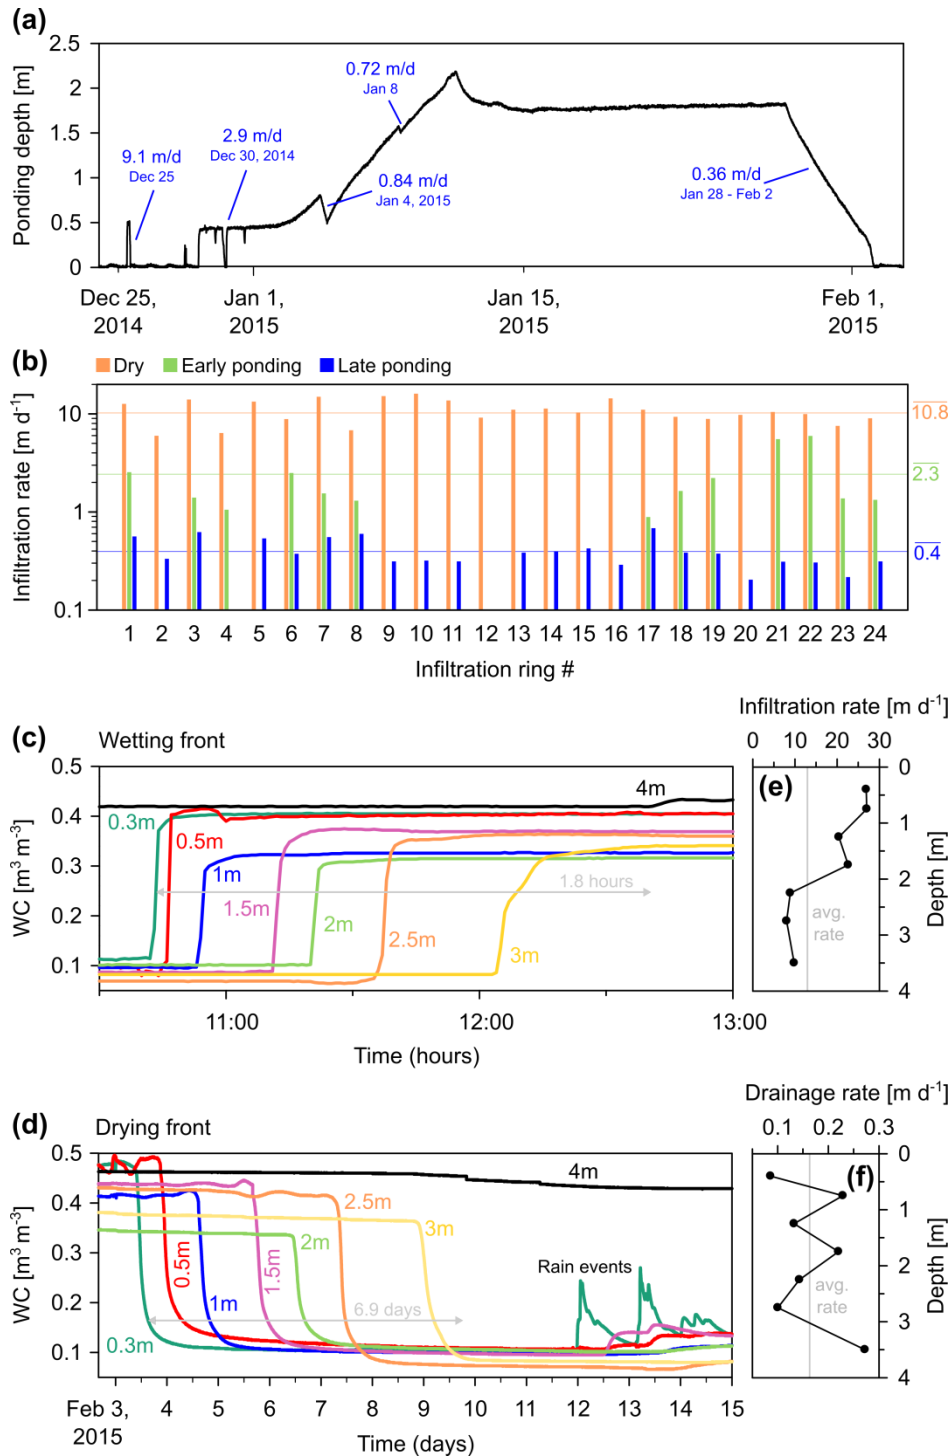 (a)
2.5
2
1.5
1
0.5
0
Ponding depth [m]
9.1 m/d
Dec 25
2.9 m/d
Dec 30, 2014
0.72 m/d
Jan 8
0.84 m/d
Jan 4, 2015
0.36 m/d
Jan 28 - Feb 2
Dec 25,
2014
Jan 1,
2015
Jan 15,
2015
Feb 1,
2015
(b)
Dry Early ponding Late ponding
Infiltration rate [m d⁻¹]
10
1
0.1
10.8
2.3
0.4
1 2 3 4 5 6 7 8 9 10 11 12 13 14 15 16 17 18 19 20 21 22 23 24
Infiltration ring #
(c) Wetting front
0.5
0.4
0.3
0.2
0.1
WC [m³ m⁻³]
0.3m
0.5m
1m
1.5m
2m
2.5m
3m
4m
1.8 hours
11:00 12:00 13:00
Time (hours)
Infiltration rate [m d⁻¹]
0 10 20 30
(e)
avg.
rate
0
1
2
3
4
Depth [m]
(d) Drying front
0.5
0.4
0.3
0.2
0.1
WC [m³ m⁻³]
0.3m
0.5m
1m
1.5m
2m
2.5m
3m
4m
6.9 days
Rain events
Feb 3, 4 5 6 7 8 9 10 11 12 13 14 15
2015
Time (days)
Drainage rate [m d⁻¹]
0.1 0.2 0.3
(f)
avg.
rate
0
1
2
3
4
Depth [m]